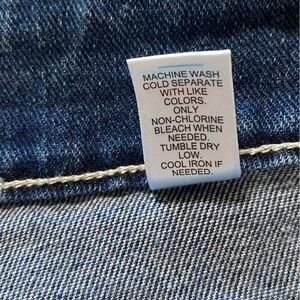 MACHINE WASH
COLD SEPARATE
WITH LIKE
COLORS.
ONLY
NON-CHLORINE
BLEACH WHEN
NEEDED.
TUMBLE DRY
LOW.
COOL IRON IF
NEEDED.